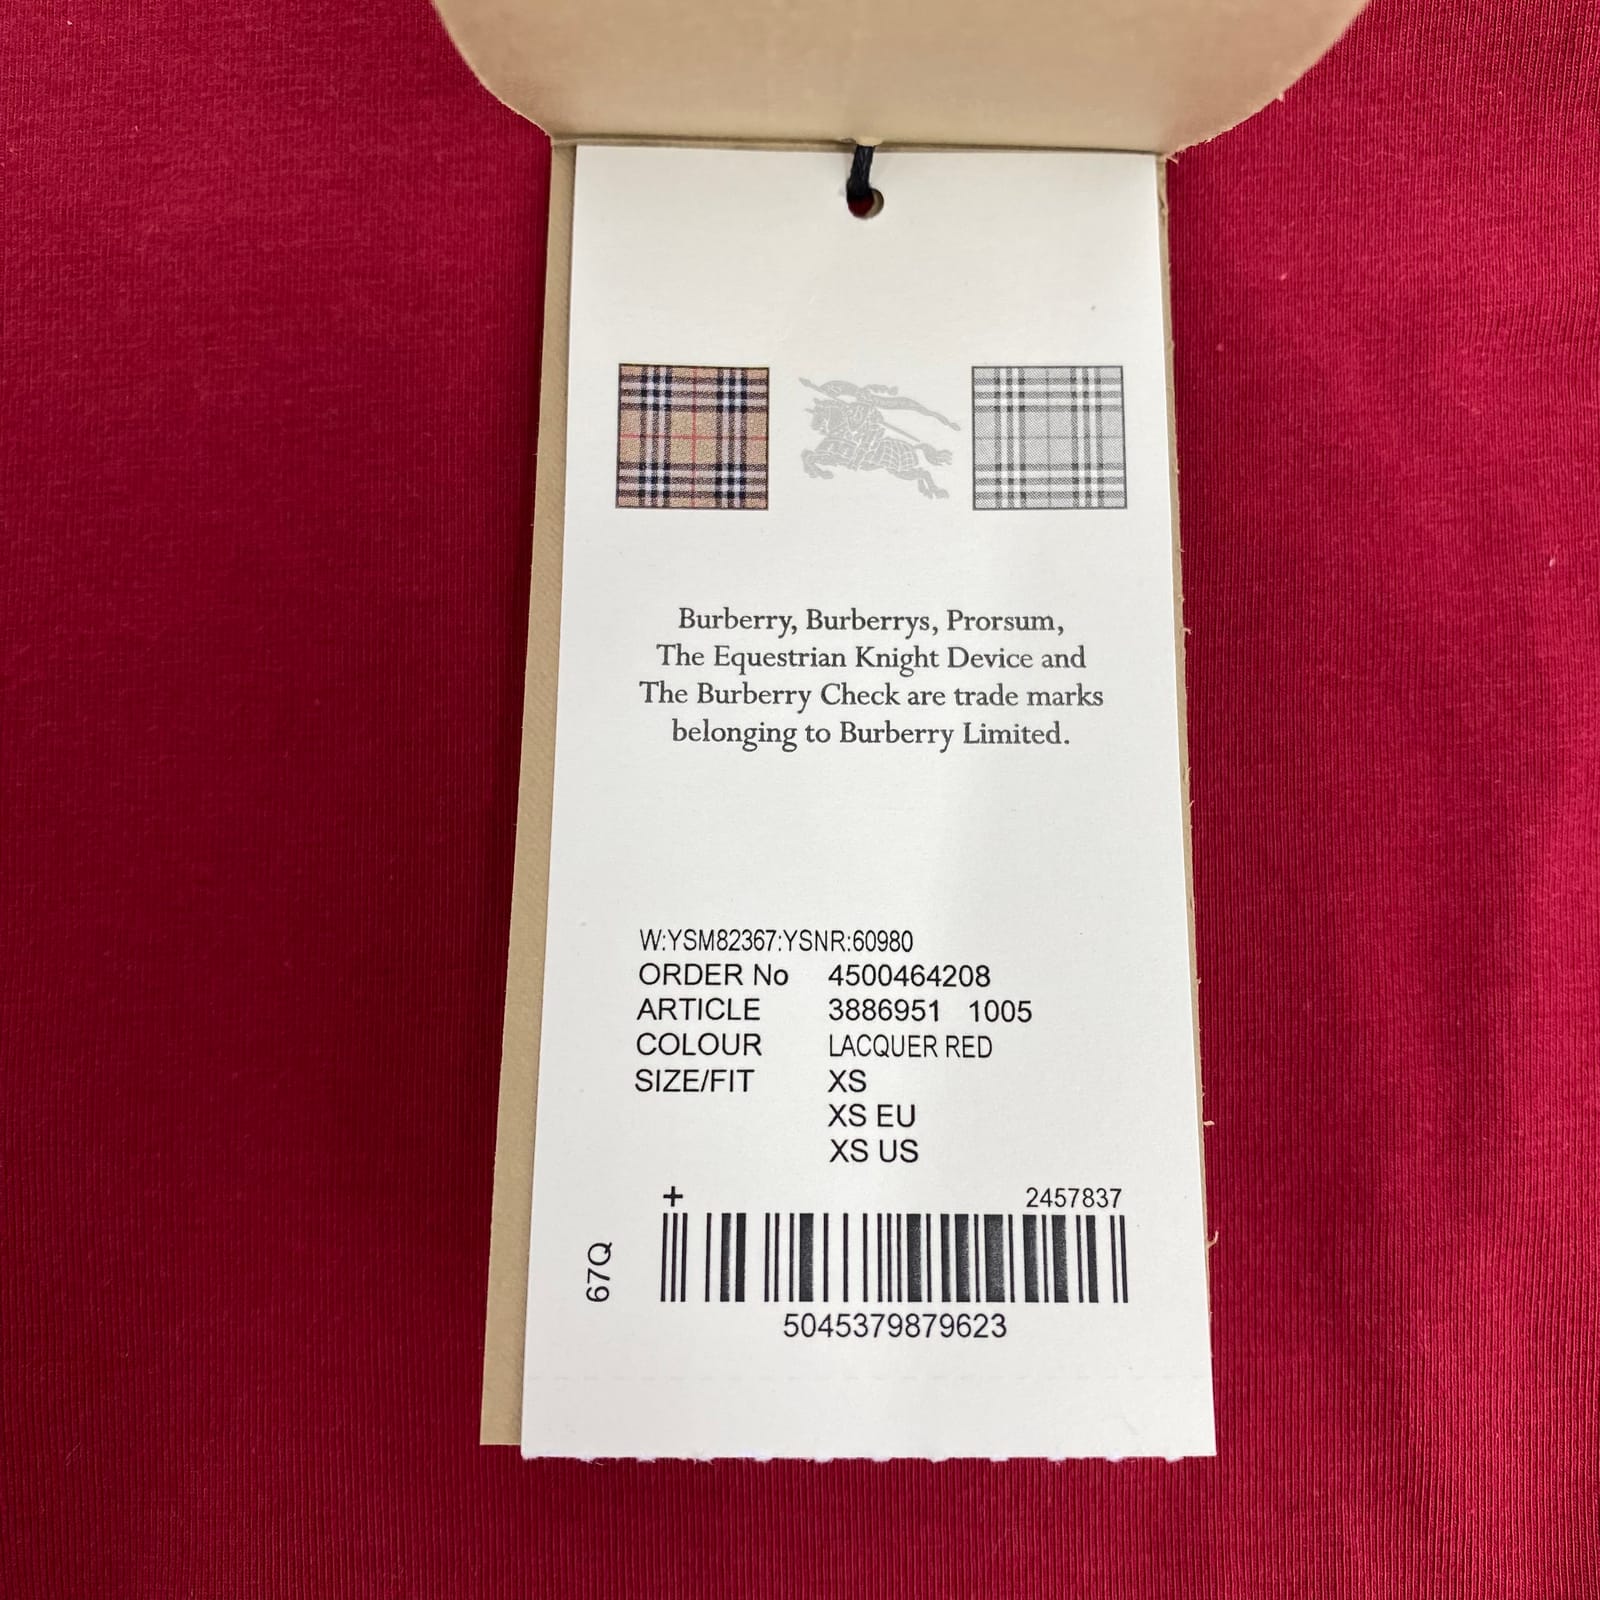 Burberry, Burberrys, Prorsum,
The Equestrian Knight Device and
The Burberry Check are trade marks
belonging to Burberry Limited.
W:YSM82367:YSNR:60980
ORDER No 4500464208
ARTICLE 3886951 1005
COLOUR LACQUER RED
SIZE/FIT XS
XS EU
XS US
+ 2457837
67Q
5045379879623